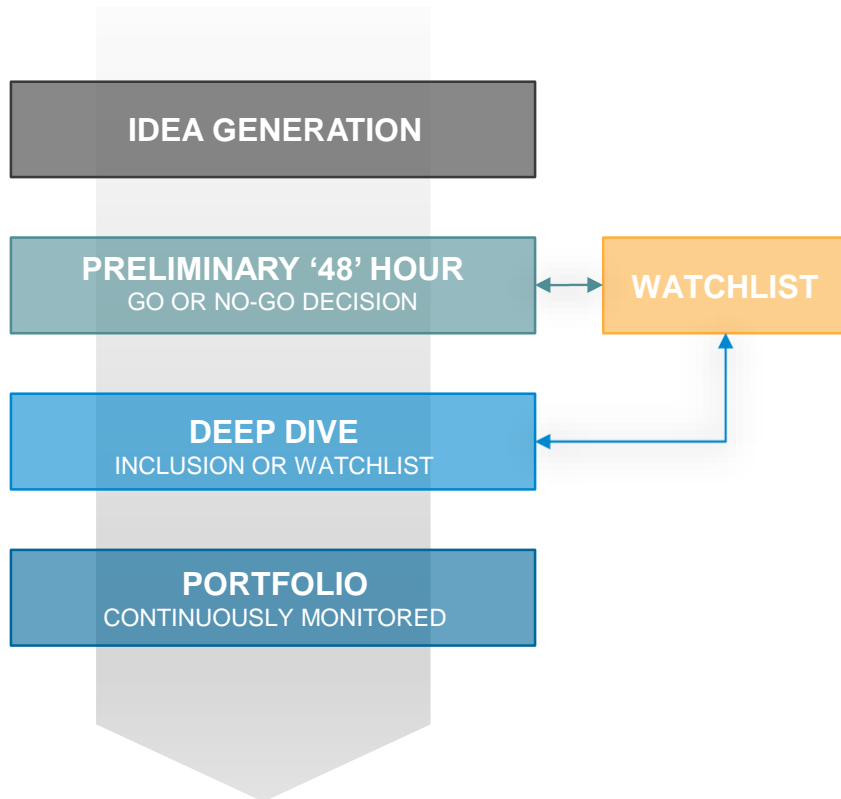 IDEA GENERATION
PRELIMINARY ‘48’ HOUR
GO OR NO-GO DECISION
WATCHLIST
DEEP DIVE
INCLUSION OR WATCHLIST
PORTFOLIO
CONTINUOUSLY MONITORED